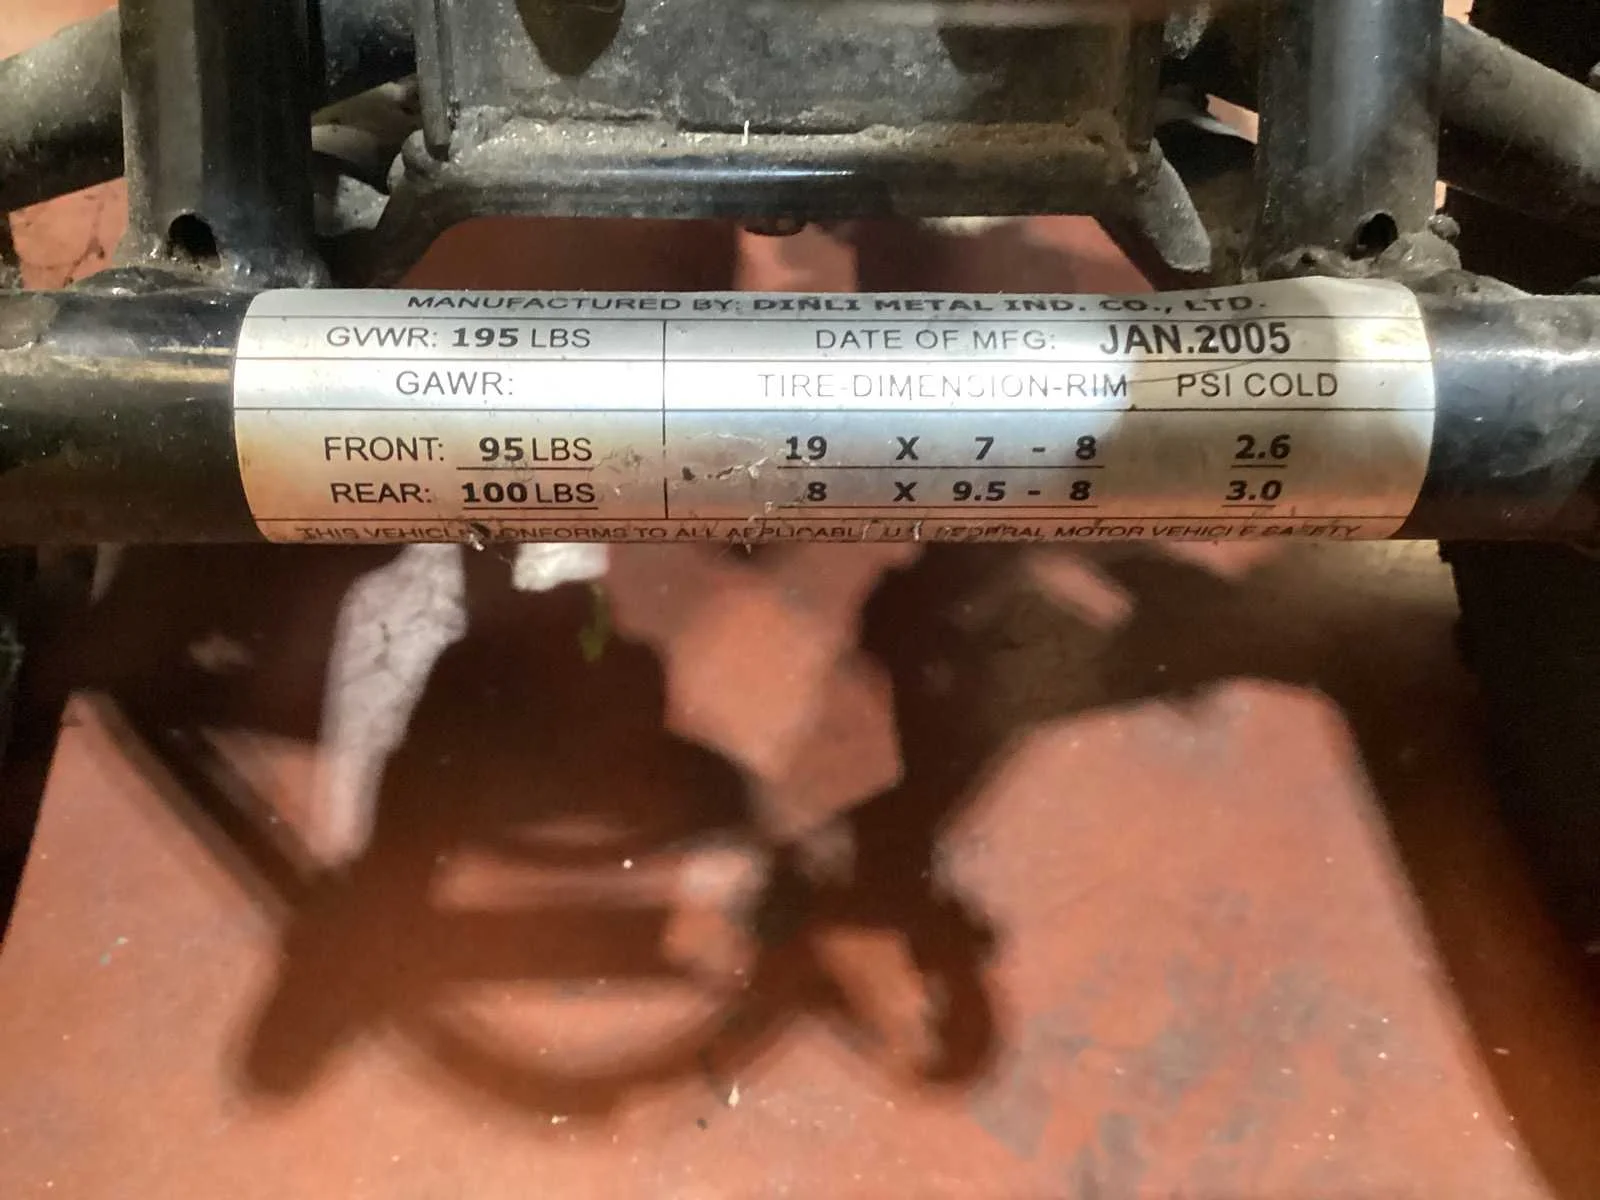 MANUFACTURED BY: DINLI METAL IND. CO., LTD.
GVWR: 195 LBS DATE OF MFG: JAN.2005
GAWR: TIRE-DIMENSION-RIM PSI COLD
FRONT: 95 LBS 19 X 7 - 8 2.6
REAR: 100 LBS 8 X 9.5 - 8 3.0
THIS VEHICLE CONFORMS TO ALL APPLICABLE U.S. FEDERAL MOTOR VEHICLE SAFETY